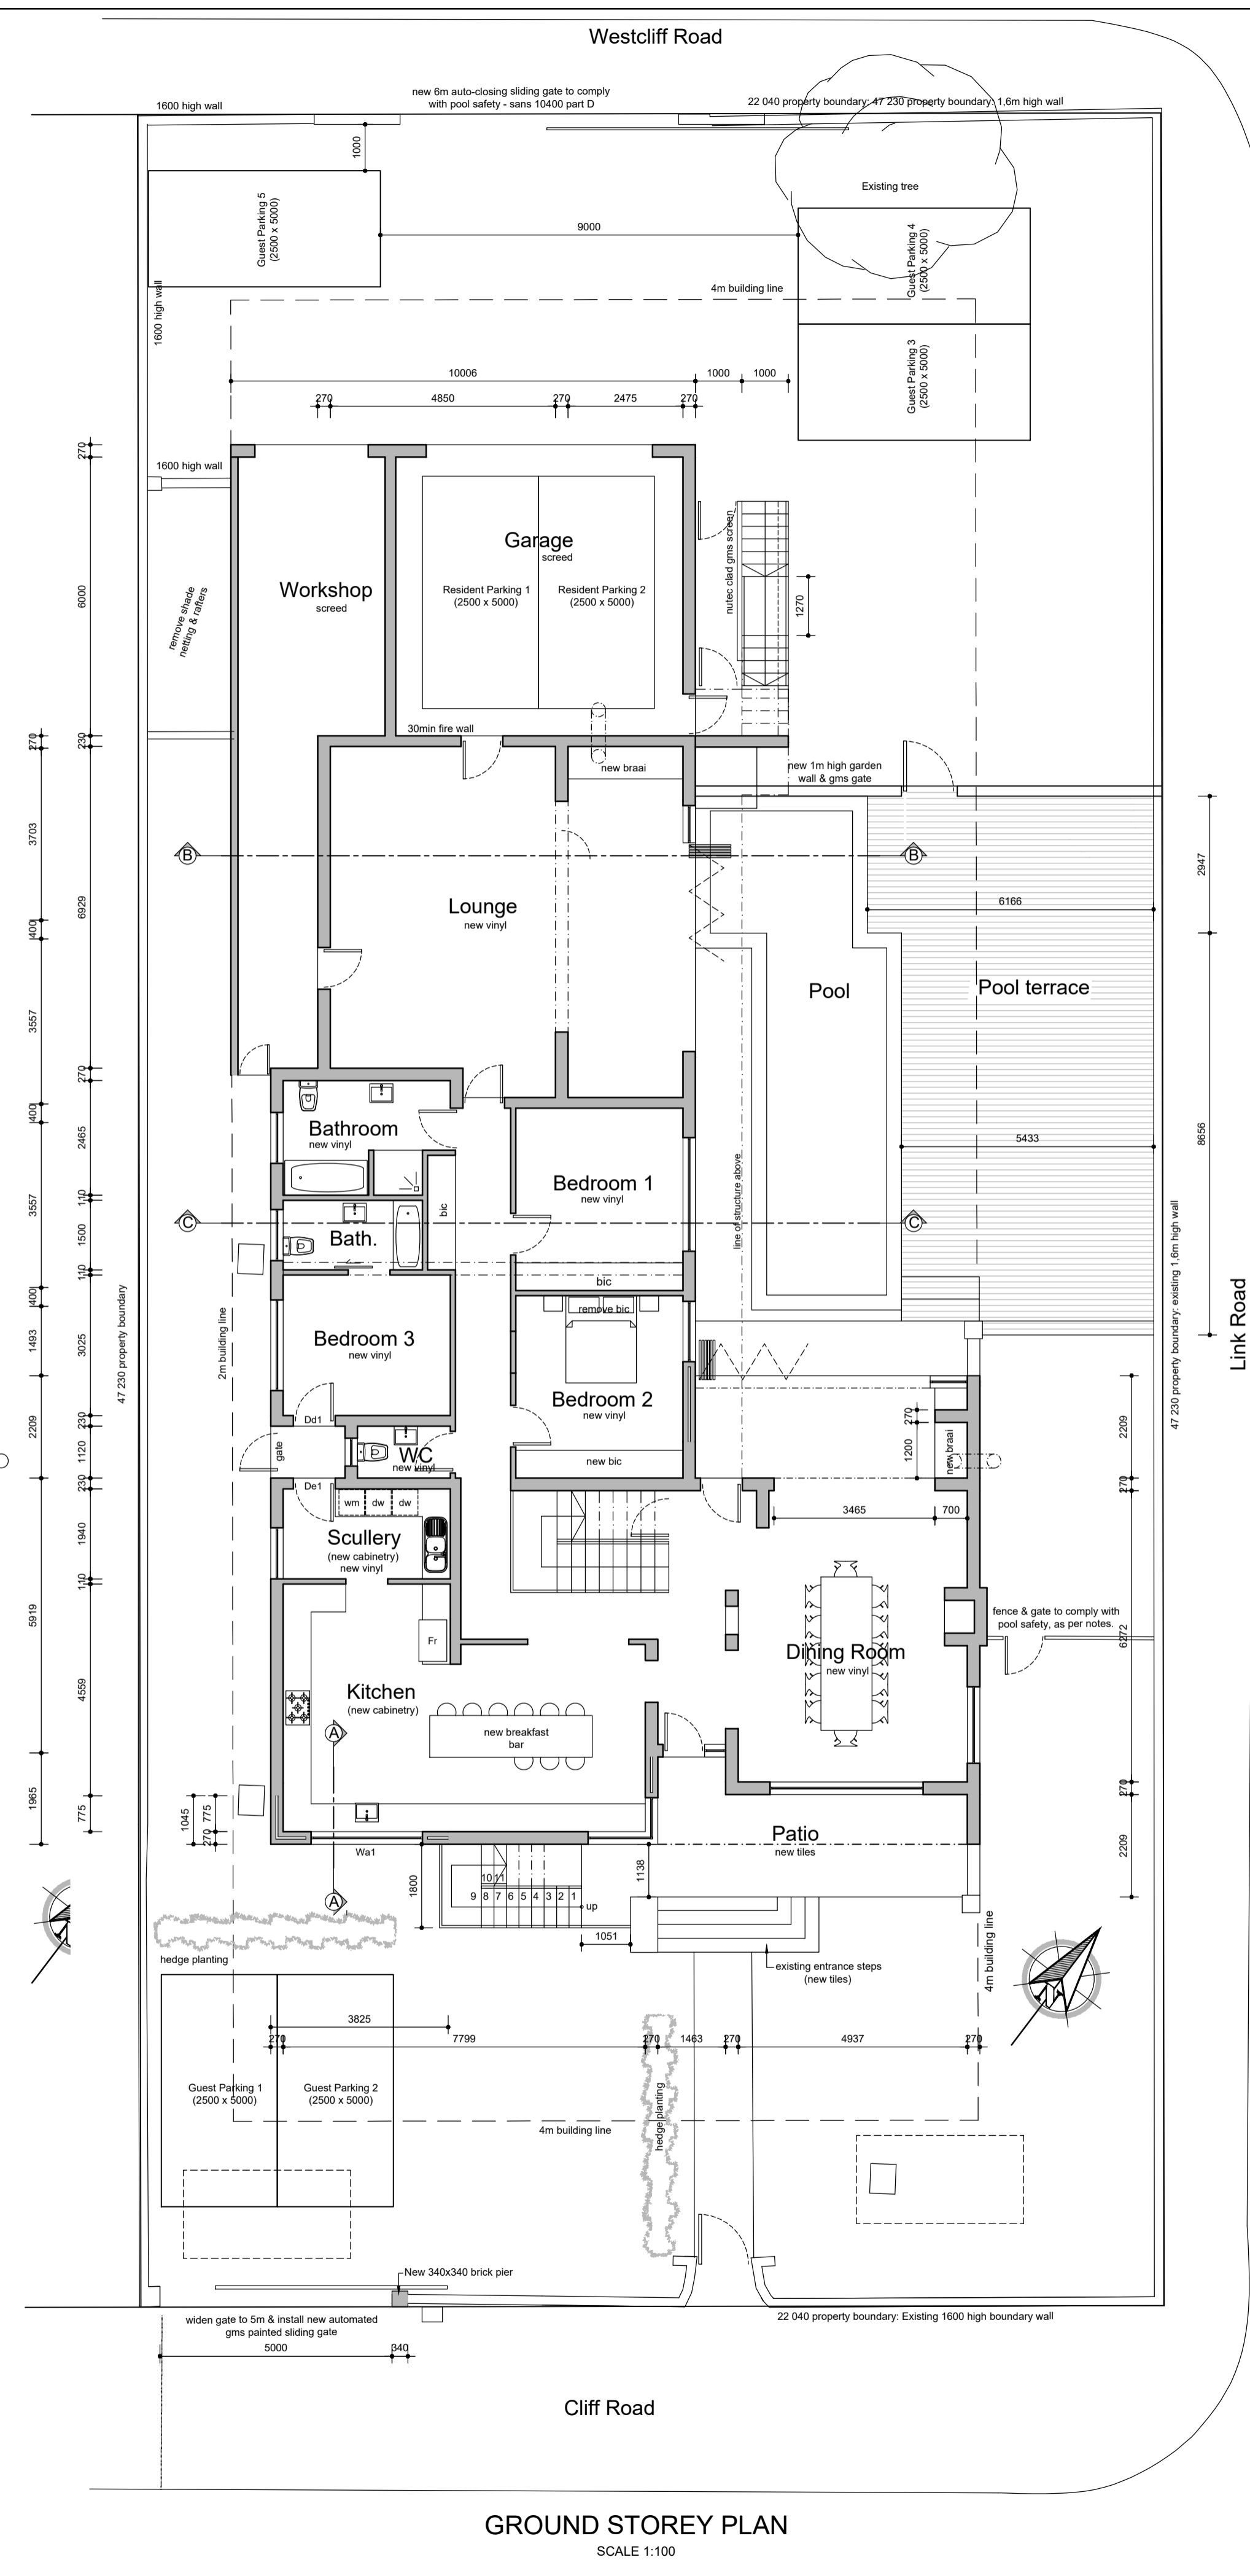 Westcliff Road
new 6m auto-closing sliding gate to comply
with pool safety - sans 10400 part D
1600 high wall
22 040 property boundary: 47 230 property boundary: 1,6m high wall
1000
Existing tree
Guest Parking 5
(2500 x 5000)
9000
Guest Parking 4
(2500 x 5000)
1600 high wall
4m building line
Guest Parking 3
(2500 x 5000)
10006
1000
1000
270
4850
270
2475
270
270
1600 high wall
Garage
screed
nutec clad gms screen
Workshop
screed
Resident Parking 1
(2500 x 5000)
Resident Parking 2
(2500 x 5000)
6000
1270
remove shade
netting & rafters
30min fire wall
270
230
new braai
new 1m high garden
wall & gms gate
3703
B
B
2947
6929
400
Lounge
new vinyl
6166
Pool
Pool terrace
3557
270
400
2465
Bathroom
new vinyl
5433
8656
Bedroom 1
new vinyl
line of structure above
110
3557
bic
C
C
1500
Bath.
110
bic
400
remove bic
47 230 property boundary
2m building line
1493
3025
Bedroom 3
new vinyl
47 230 property boundary: existing 1,6m high wall
Link Road
Bedroom 2
new vinyl
2209
230
Dd1
270
2209
gate
1120
WC
new vinyl
new bic
1200
new braai
230
De1
270
wm
dw
dw
3465
700
1940
Scullery
(new cabinetry)
new vinyl
110
5919
fence & gate to comply with
pool safety, as per notes.
Fr
6272
Dining Room
new vinyl
4559
Kitchen
(new cabinetry)
A
new breakfast
bar
1965
775
1045
775
270
270
Patio
new tiles
2209
Wa1
1138
A
1800
10
11
9 8 7 6 5 4 3 2 1
up
1051
hedge planting
existing entrance steps
(new tiles)
4m building line
3825
270
7799
270
1463
270
4937
270
Guest Parking 1
(2500 x 5000)
Guest Parking 2
(2500 x 5000)
hedge planting
4m building line
New 340x340 brick pier
widen gate to 5m & install new automated
gms painted sliding gate
22 040 property boundary: Existing 1600 high boundary wall
5000
340
Cliff Road
GROUND STOREY PLAN
SCALE 1:100